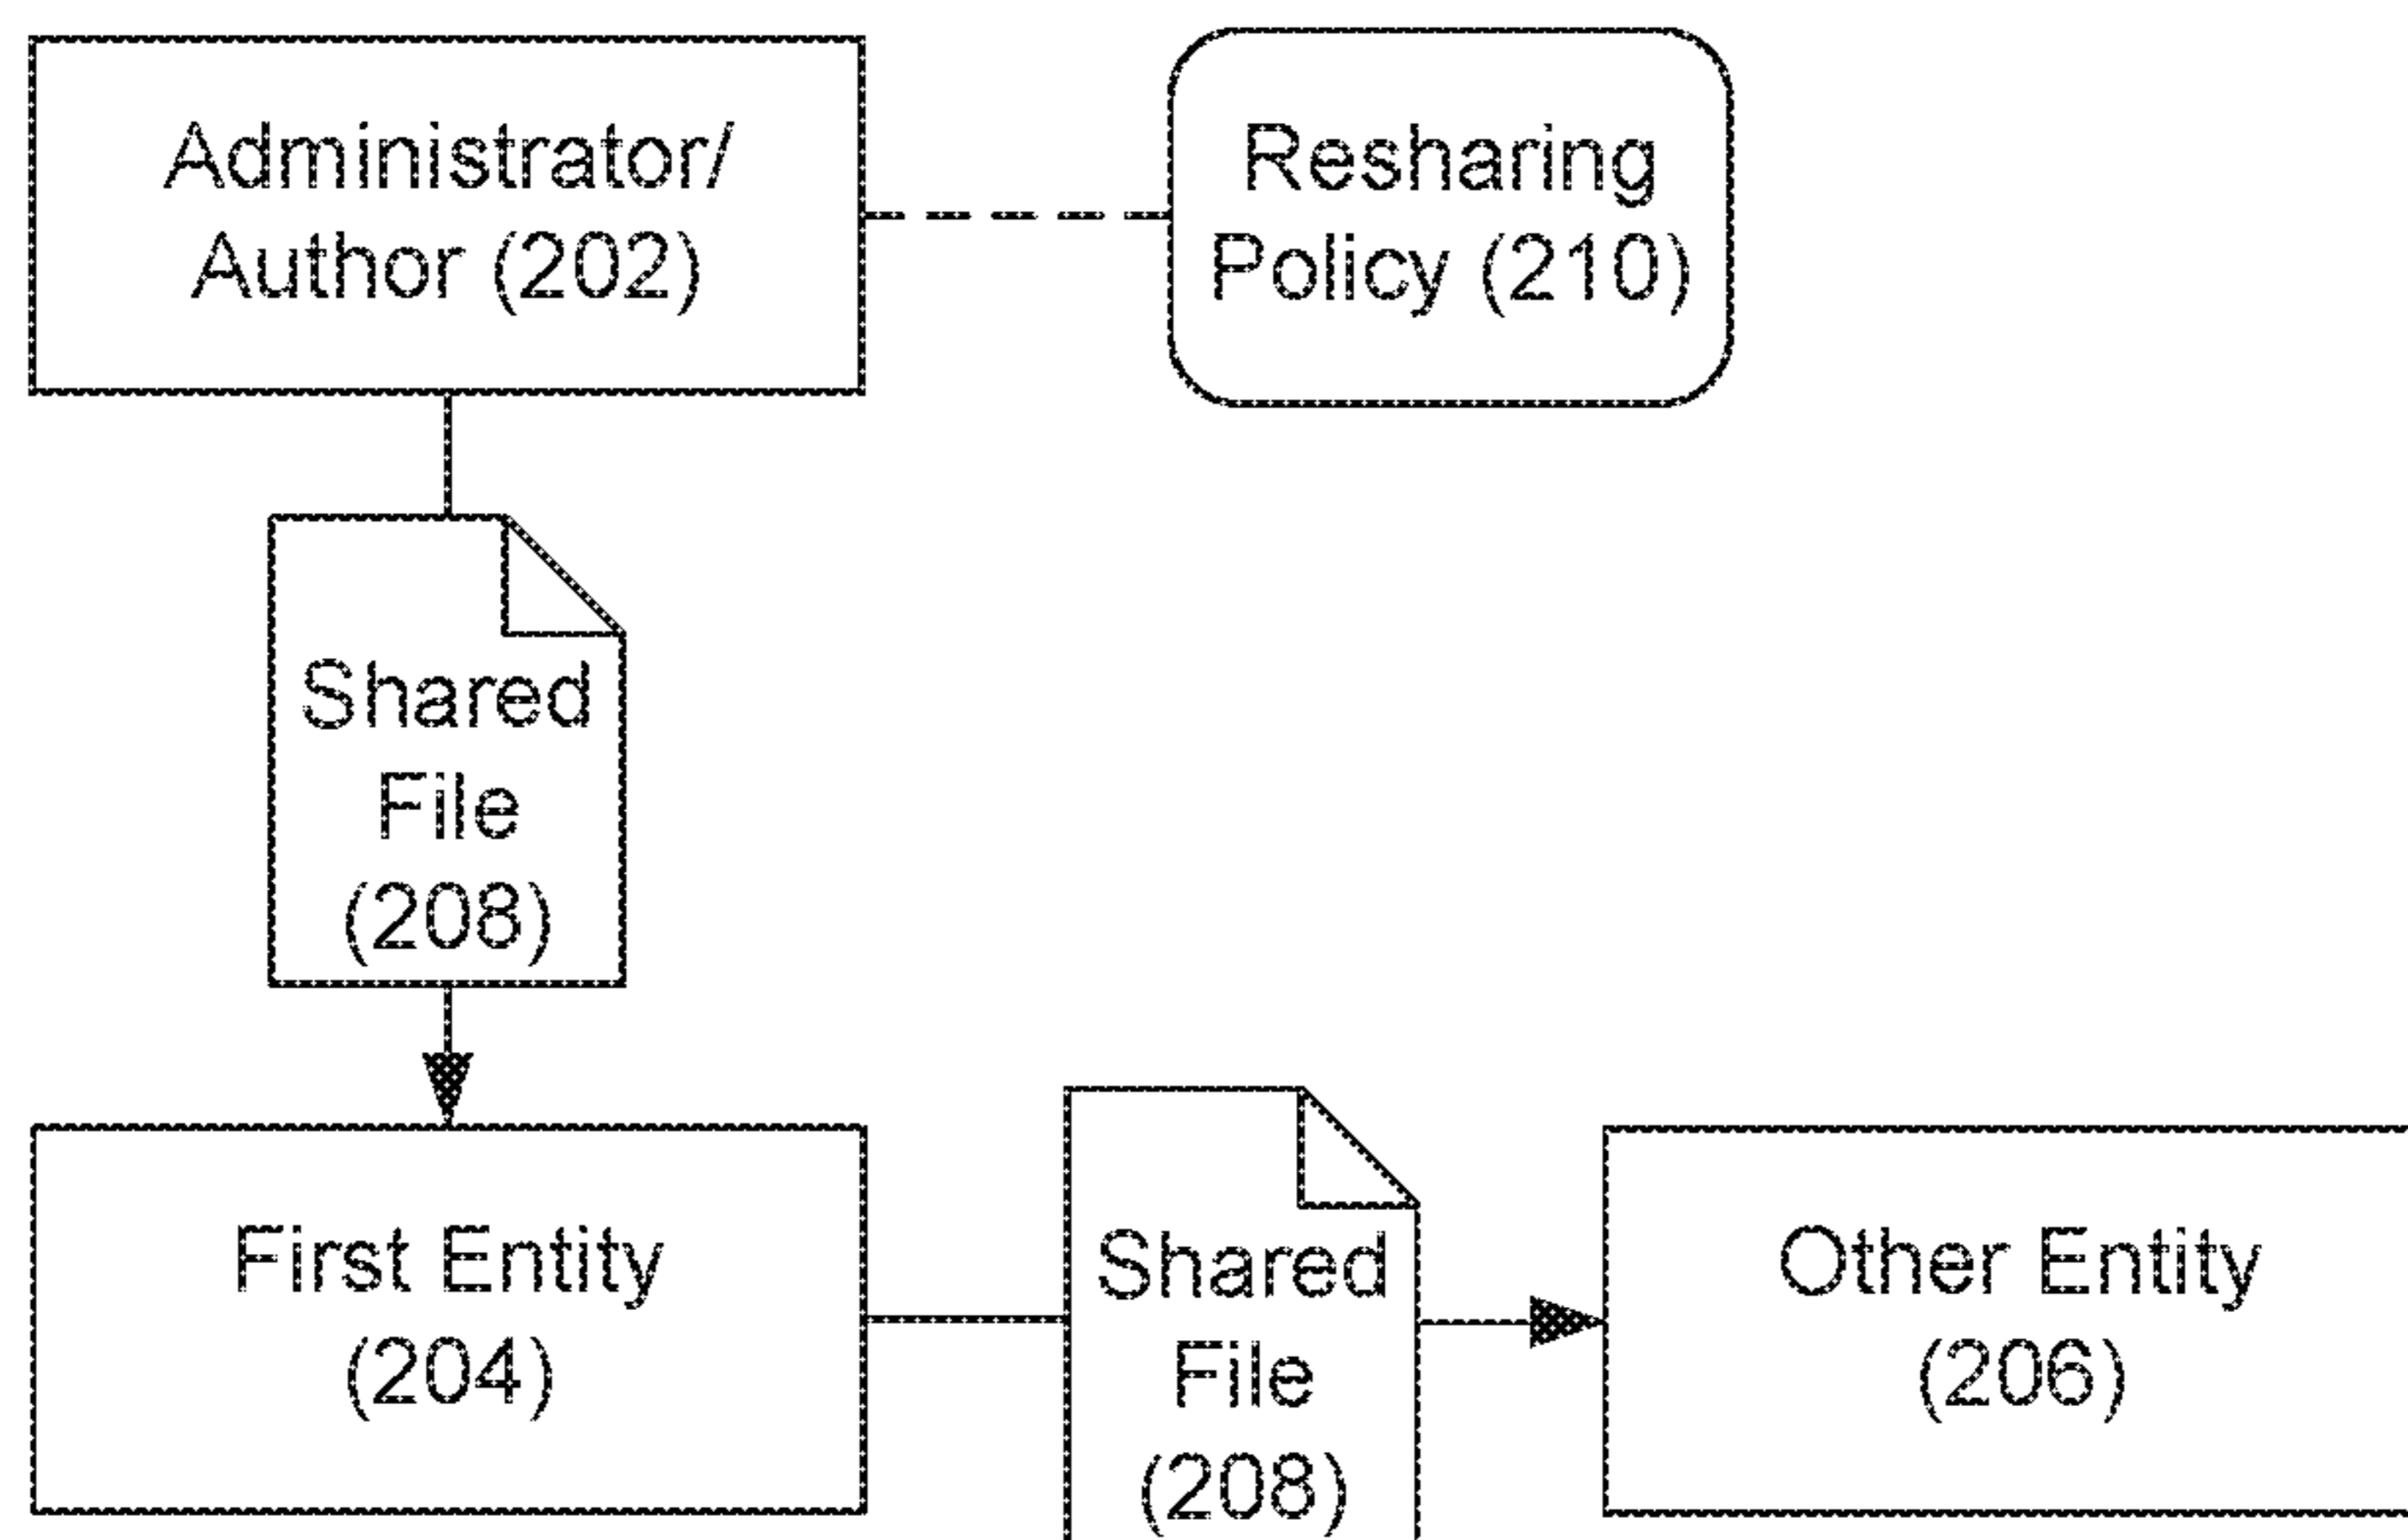 Administrator/
Author (202)
Resharing
Policy (210)
Shared
File
(208)
First Entity
(204)
Shared
File
(208)
Other Entity
(206)